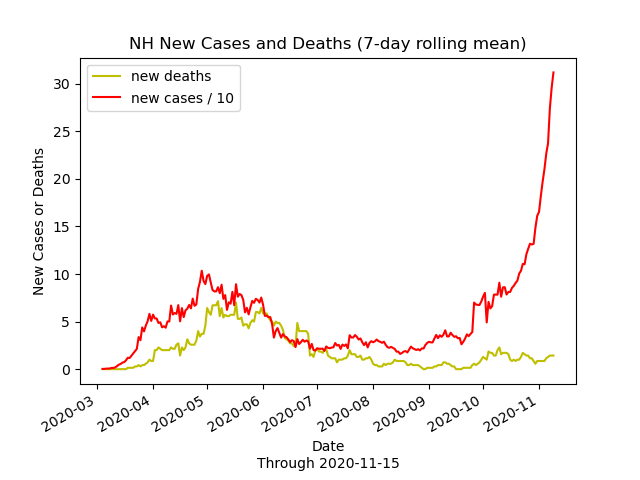 NH New Cases and Deaths (7-day rolling mean)
new deaths
new cases / 10
New Cases or Deaths
30
25
20
15
10
5
0
2020-03
2020-04
2020-05
2020-06
2020-07
2020-08
2020-09
2020-10
2020-11
Date
Through 2020-11-15